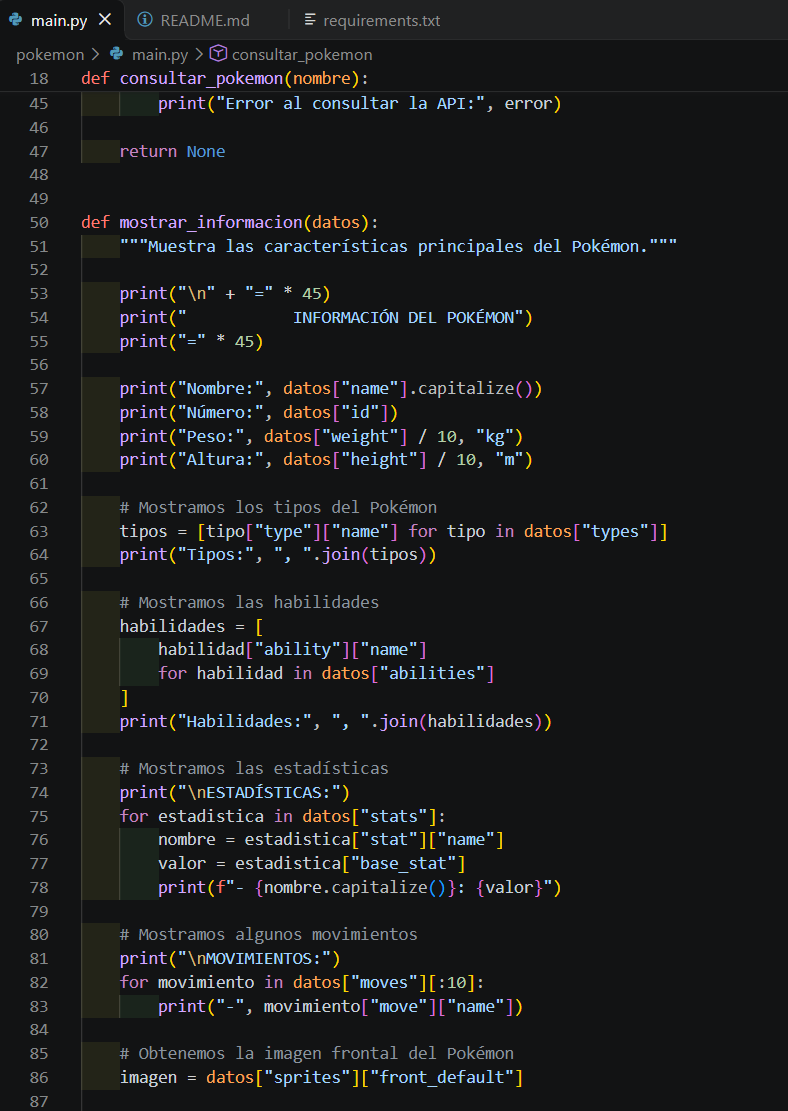 main.py × README.md requirements.txt
pokemon > main.py > consultar_pokemon
18 def consultar_pokemon(nombre):
45         print("Error al consultar la API:", error)
46
47     return None
48
49
50 def mostrar_informacion(datos):
51     """Muestra las características principales del Pokémon."""
52
53     print("\n" + "=" * 45)
54     print("           INFORMACIÓN DEL POKÉMON")
55     print("=" * 45)
56
57     print("Nombre:", datos["name"].capitalize())
58     print("Número:", datos["id"])
59     print("Peso:", datos["weight"] / 10, "kg")
60     print("Altura:", datos["height"] / 10, "m")
61
62     # Mostramos los tipos del Pokémon
63     tipos = [tipo["type"]["name"] for tipo in datos["types"]]
64     print("Tipos:", ", ".join(tipos))
65
66     # Mostramos las habilidades
67     habilidades = [
68         habilidad["ability"]["name"]
69         for habilidad in datos["abilities"]
70     ]
71     print("Habilidades:", ", ".join(habilidades))
72
73     # Mostramos las estadísticas
74     print("\nESTADÍSTICAS:")
75     for estadistica in datos["stats"]:
76         nombre = estadistica["stat"]["name"]
77         valor = estadistica["base_stat"]
78         print(f"- {nombre.capitalize()}: {valor}")
79
80     # Mostramos algunos movimientos
81     print("\nMOVIMIENTOS:")
82     for movimiento in datos["moves"][:10]:
83         print("-", movimiento["move"]["name"])
84
85     # Obtenemos la imagen frontal del Pokémon
86     imagen = datos["sprites"]["front_default"]
87